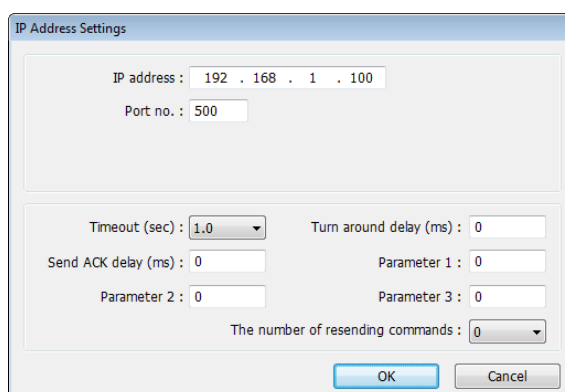 IP Address Settings
IP address : 192 . 168 . 1 . 100
Port no. : 500
Timeout (sec) : 1.0 Turn around delay (ms) : 0
Send ACK delay (ms) : 0 Parameter 1 : 0
Parameter 2 : 0 Parameter 3 : 0
The number of resending commands : 0
OK Cancel